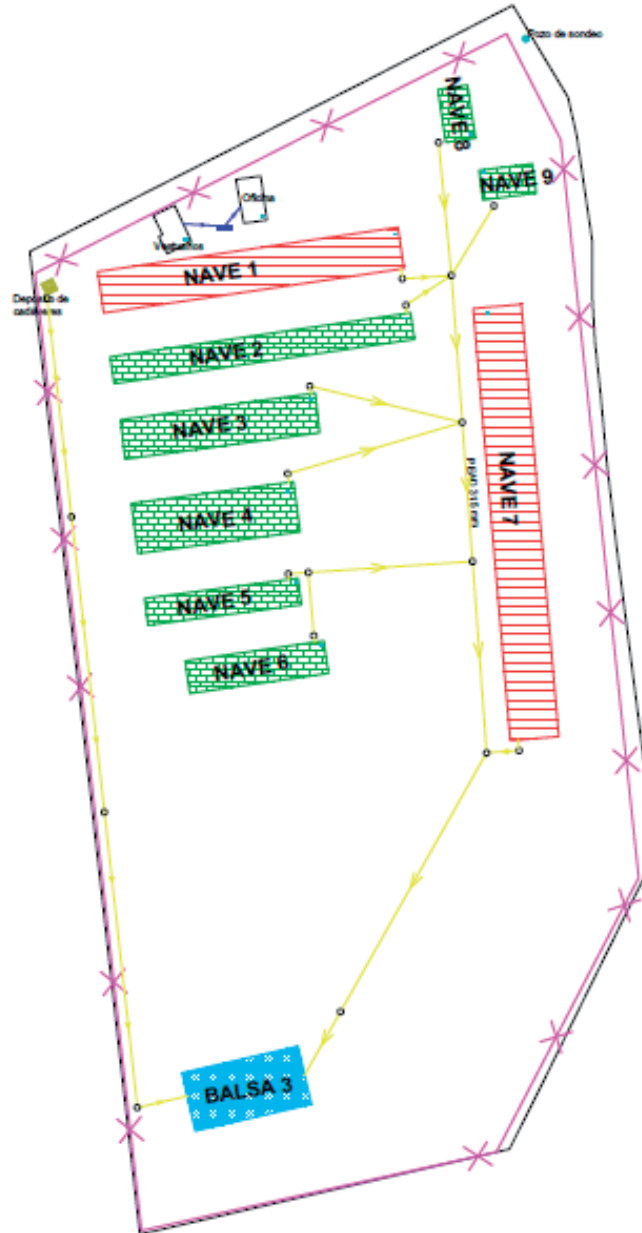 Pozo de sondeo
NAVE 8
NAVE 9
Oficina
Vestuarios
NAVE 1
Depósito de
cadáveres
NAVE 2
NAVE 3
NAVE 7
NAVE 4
NAVE 5
NAVE 6
BALSA 3